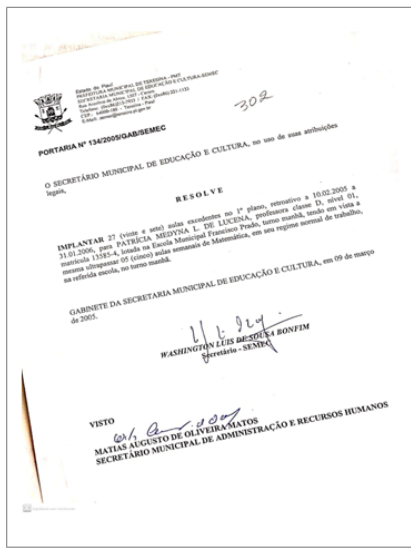 Estado do Piauí
PREFEITURA MUNICIPAL DE TERESINA - PMT
SECRETARIA MUNICIPAL DE EDUCAÇÃO E CULTURA-SEMEC
302
PORTARIA Nº 134/2005/GAB/SEMEC
O SECRETÁRIO MUNICIPAL DE EDUCAÇÃO E CULTURA, no uso de suas atribuições
legais,
RESOLVE
IMPLANTAR 27 (vinte e sete) aulas excedentes no 1º plano, retroativo a 10.02.2005 a
31.01.2006, para PATRÍCIA MEDYNA L. DE LUCENA, professora classe D, nível 01,
matrícula 13585-4, lotada na Escola Municipal Francisco Prado, turno manhã, tendo em vista a
mesma ultrapassar 05 (cinco) aulas semanais de Matemática, em seu regime normal de trabalho,
na referida escola, no turno manhã.
GABINETE DA SECRETARIA MUNICIPAL DE EDUCAÇÃO E CULTURA, em 09 de março
de 2005.
WASHINGTON LUIS DE SOUSA BONFIM
Secretário - SEMEC
VISTO
MATIAS AUGUSTO DE OLIVEIRA MATOS
SECRETÁRIO MUNICIPAL DE ADMINISTRAÇÃO E RECURSOS HUMANOS